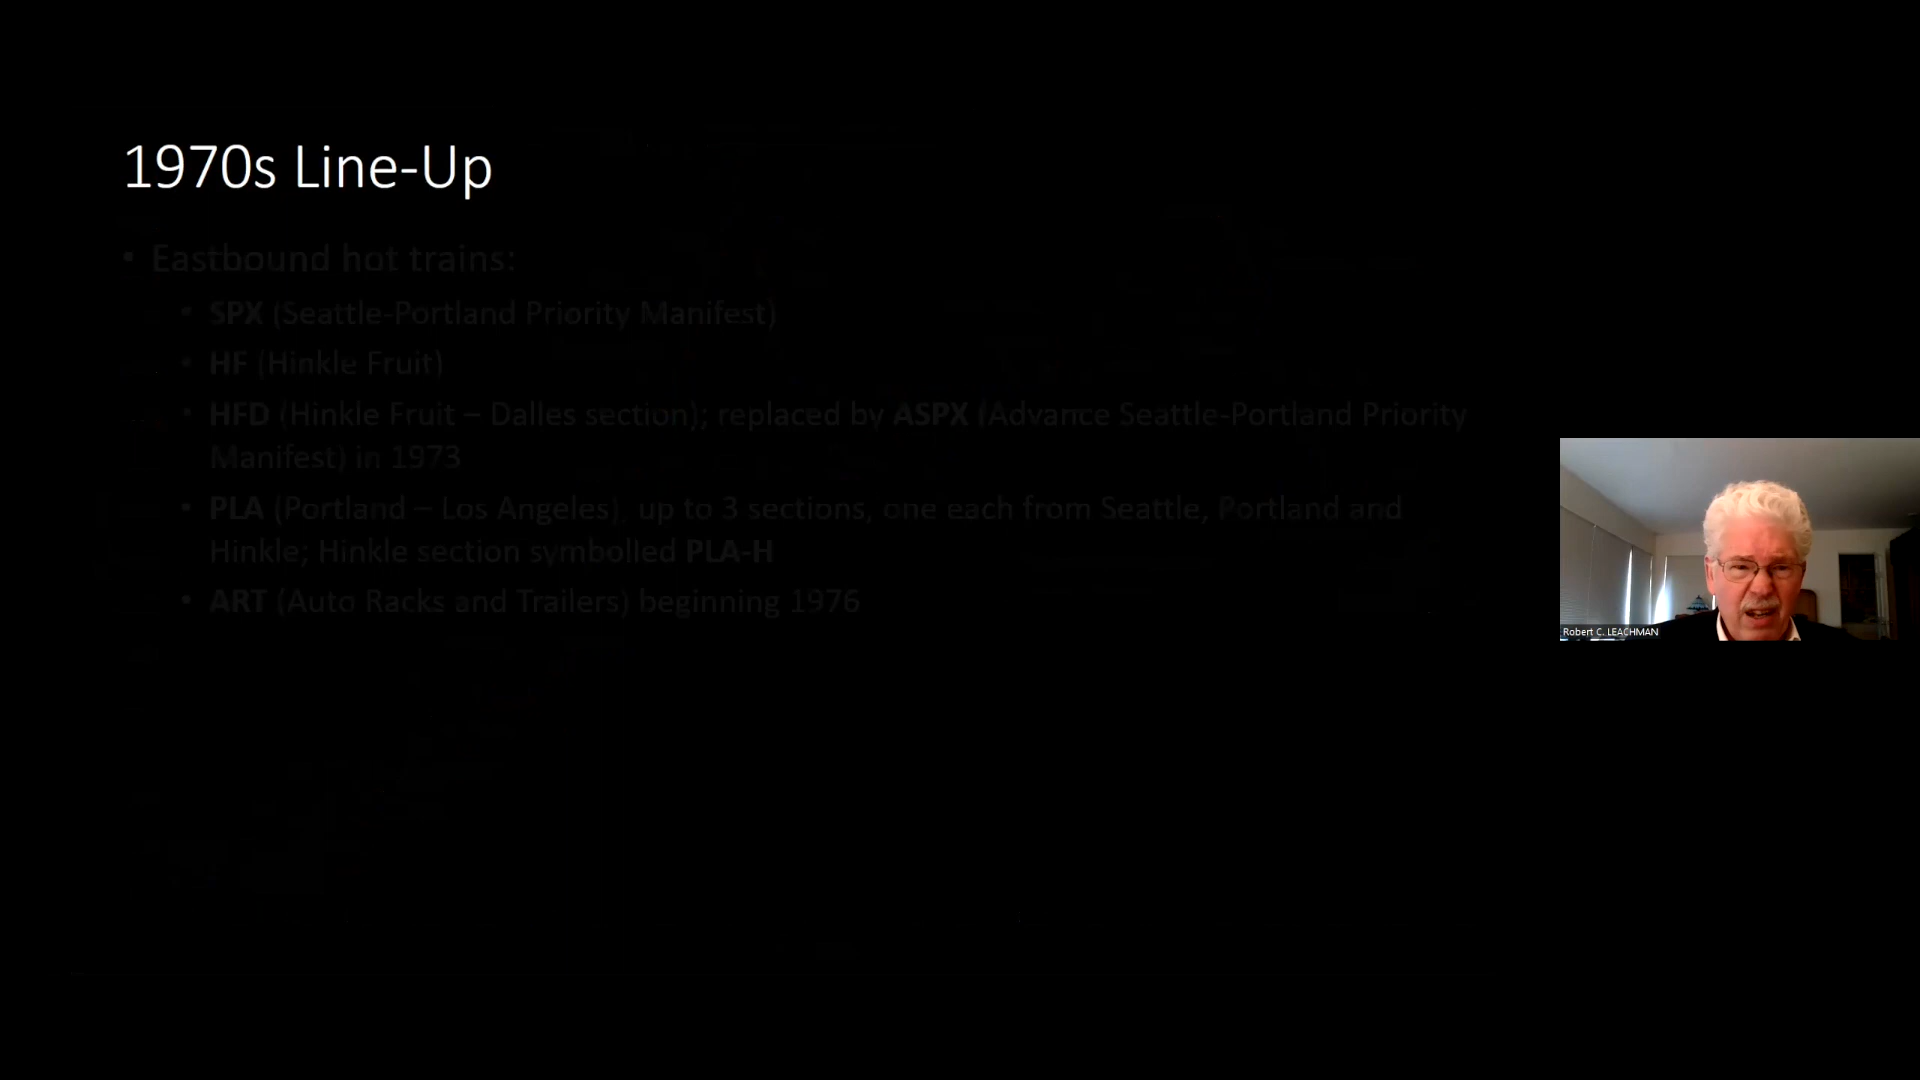 1970s Line-Up
• Eastbound hot trains:
• SPX (Seattle-Portland Priority Manifest)
• HF (Hinkle Fruit)
• HFD (Hinkle Fruit – Dalles section); replaced by ASPX (Advance Seattle-Portland Priority
Manifest) in 1973
• PLA (Portland – Los Angeles), up to 3 sections, one each from Seattle, Portland and
Hinkle; Hinkle section symbolled PLA-H
• ART (Auto Racks and Trailers) beginning 1976
Robert C. LEACHMAN